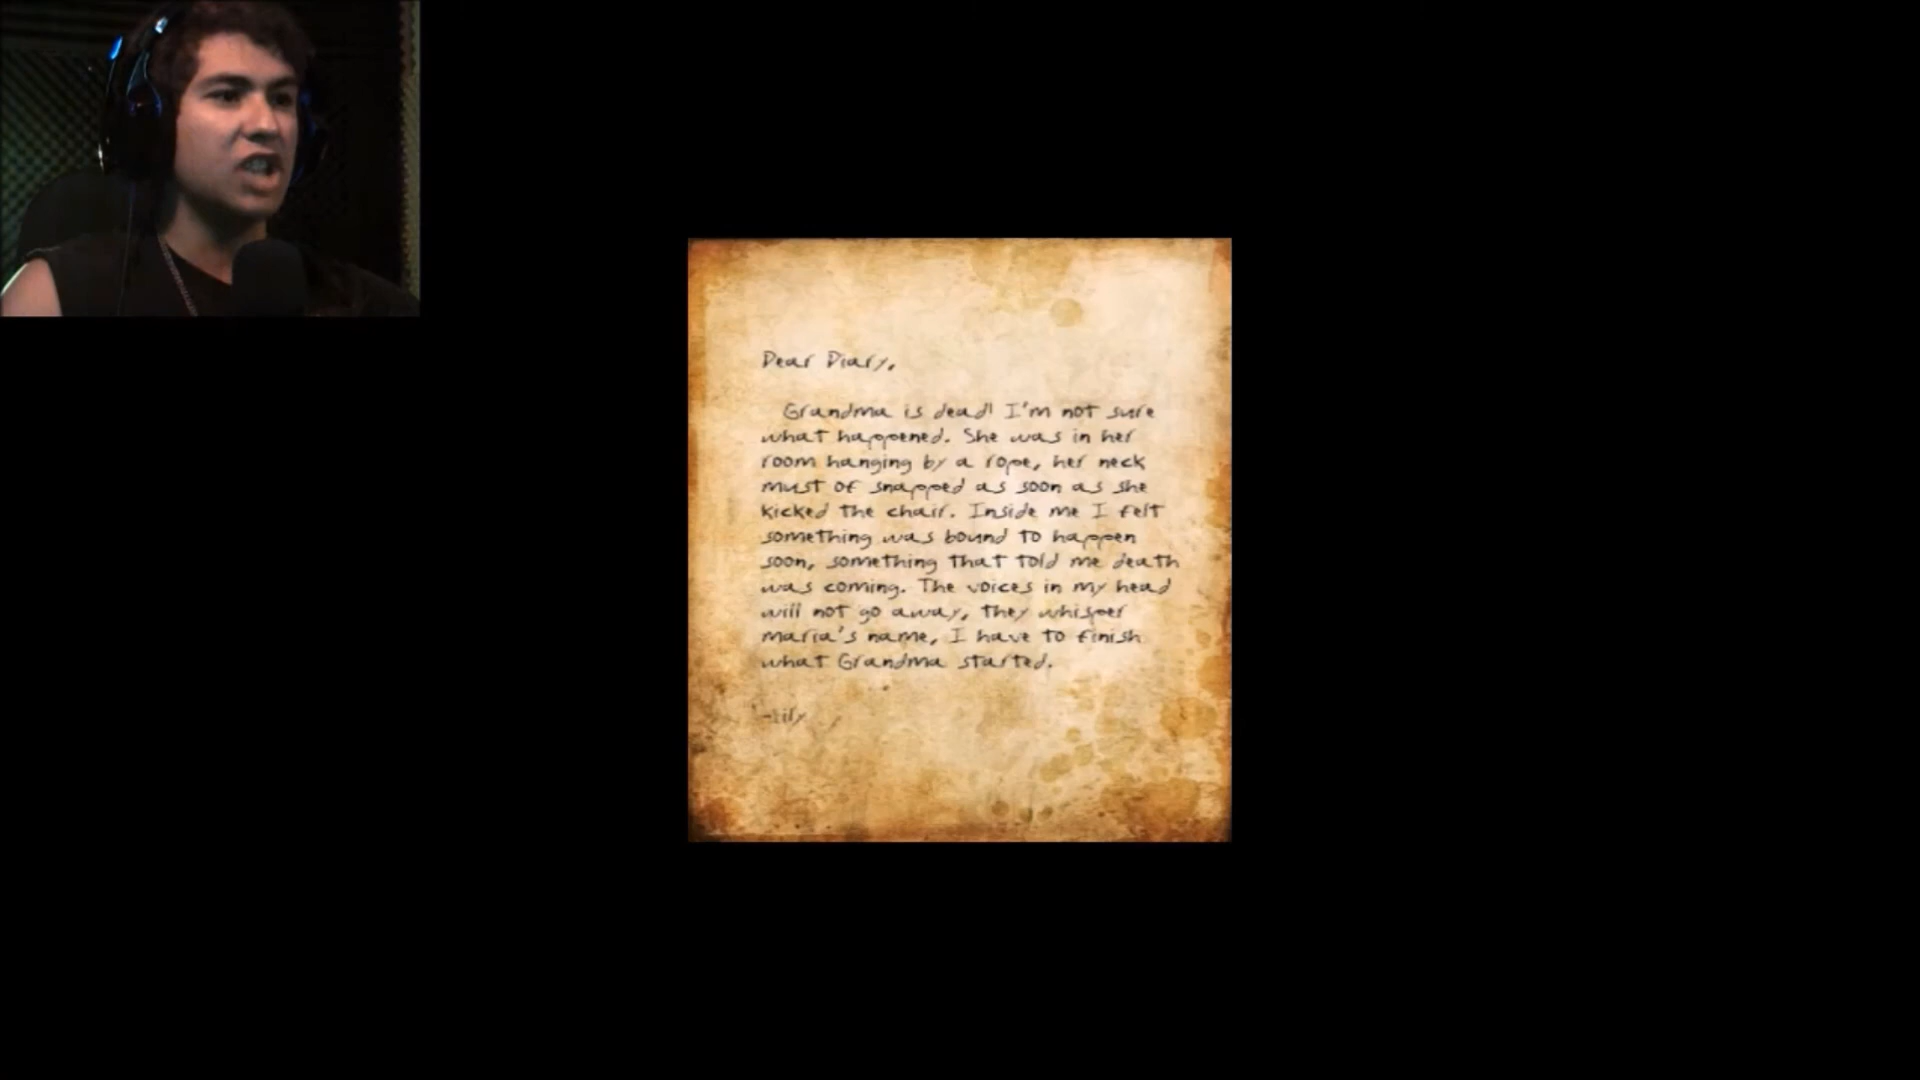 Dear Diary,
Grandma is dead! I'm not sure
what happened. She was in her
room hanging by a rope, her neck
must of snapped as soon as she
kicked the chair. Inside me I felt
something was bound to happen
soon, something that told me death
was coming. The voices in my head
will not go away, they whisper
maria's name, I have to finish
what Grandma started.
-Lily